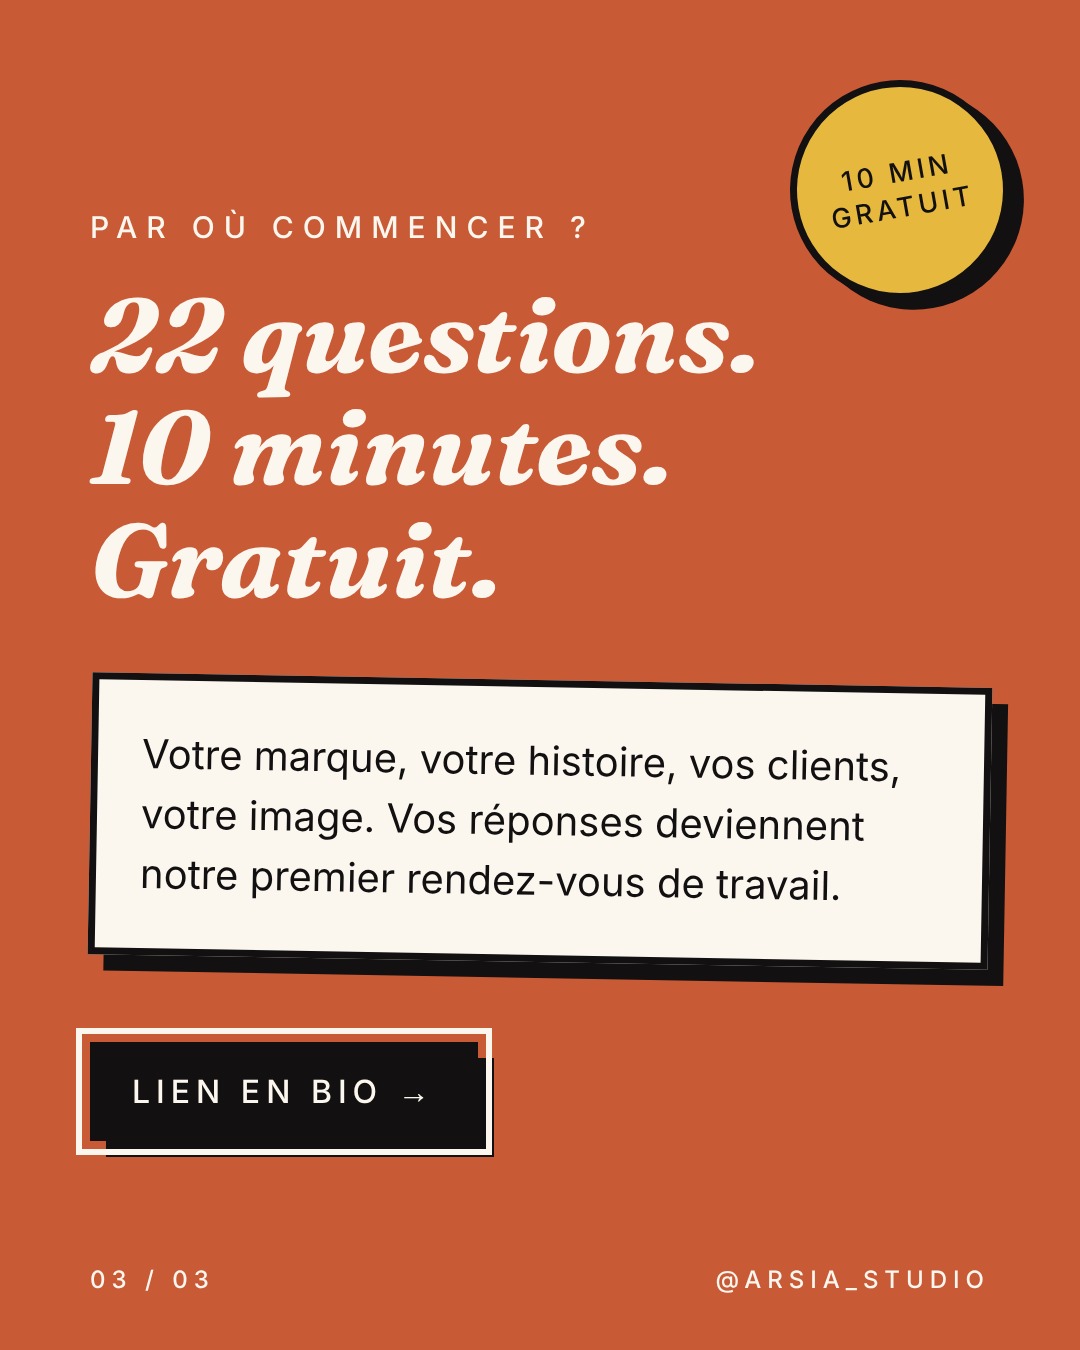 10 MIN
GRATUIT
PAR OÙ COMMENCER ?
22 questions.
10 minutes.
Gratuit.
Votre marque, votre histoire, vos clients,
votre image. Vos réponses deviennent
notre premier rendez-vous de travail.
LIEN EN BIO →
03 / 03
@ARSIA_STUDIO